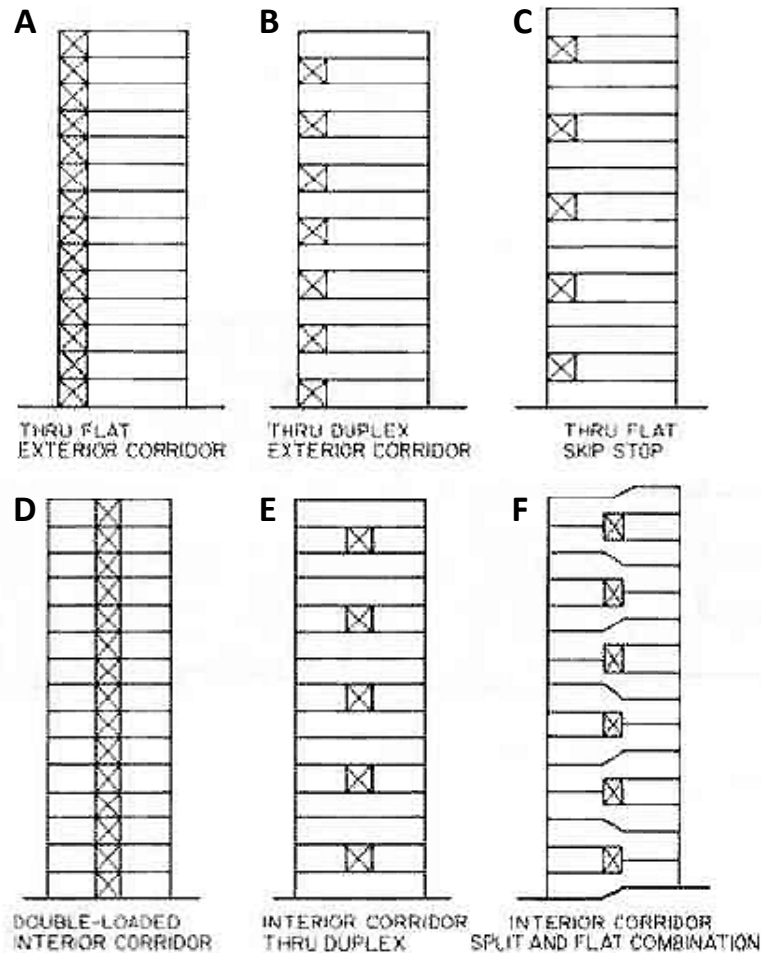 A
B
C
THRU FLAT
EXTERIOR CORRIDOR
THRU DUPLEX
EXTERIOR CORRIDOR
THRU FLAT
SKIP STOP
D
E
F
DOUBLE-LOADED
INTERIOR CORRIDOR
INTERIOR CORRIDOR
THRU DUPLEX
INTERIOR CORRIDOR
SPLIT AND FLAT COMBINATION